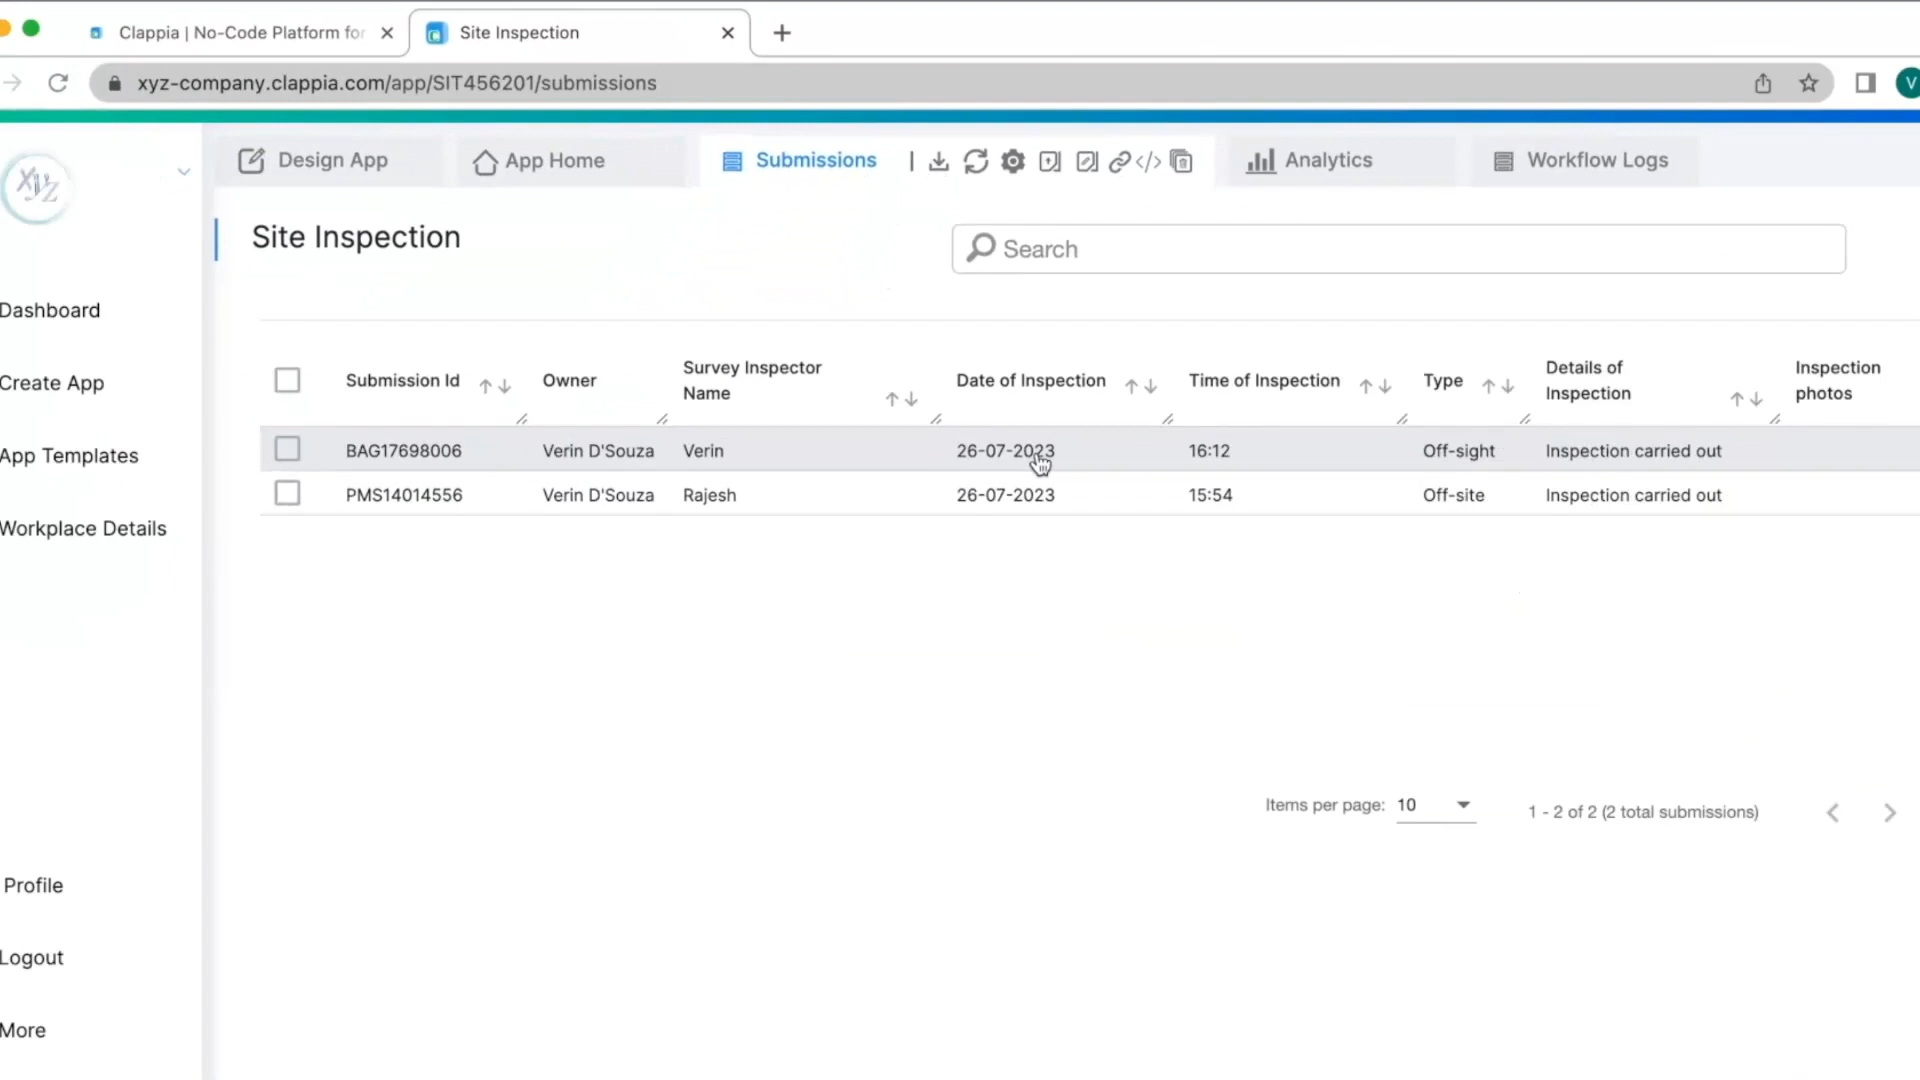 Clappia | No-Code Platform for
Site Inspection
xyz-company.clappia.com/app/SIT456201/submissions
V
XYZ
Design App
App Home
Submissions
Analytics
Workflow Logs
Site Inspection
Search
Dashboard
Create App
App Templates
Workplace Details
Profile
Logout
More
Submission Id Owner Survey Inspector Name Date of Inspection Time of Inspection Type Details of Inspection Inspection photos
BAG17698006 Verin D'Souza Verin 26-07-2023 16:12 Off-sight Inspection carried out
PMS14014556 Verin D'Souza Rajesh 26-07-2023 15:54 Off-site Inspection carried out
Items per page: 10 1 - 2 of 2 (2 total submissions)